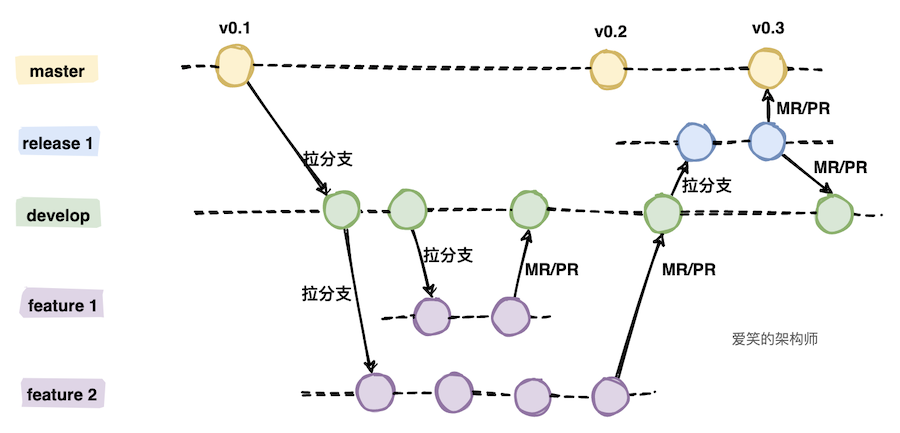 v0.1
v0.2
v0.3
master
MR/PR
release 1
拉分支
MR/PR
拉分支
develop
拉分支
拉分支
MR/PR
MR/PR
feature 1
爱笑的架构师
feature 2